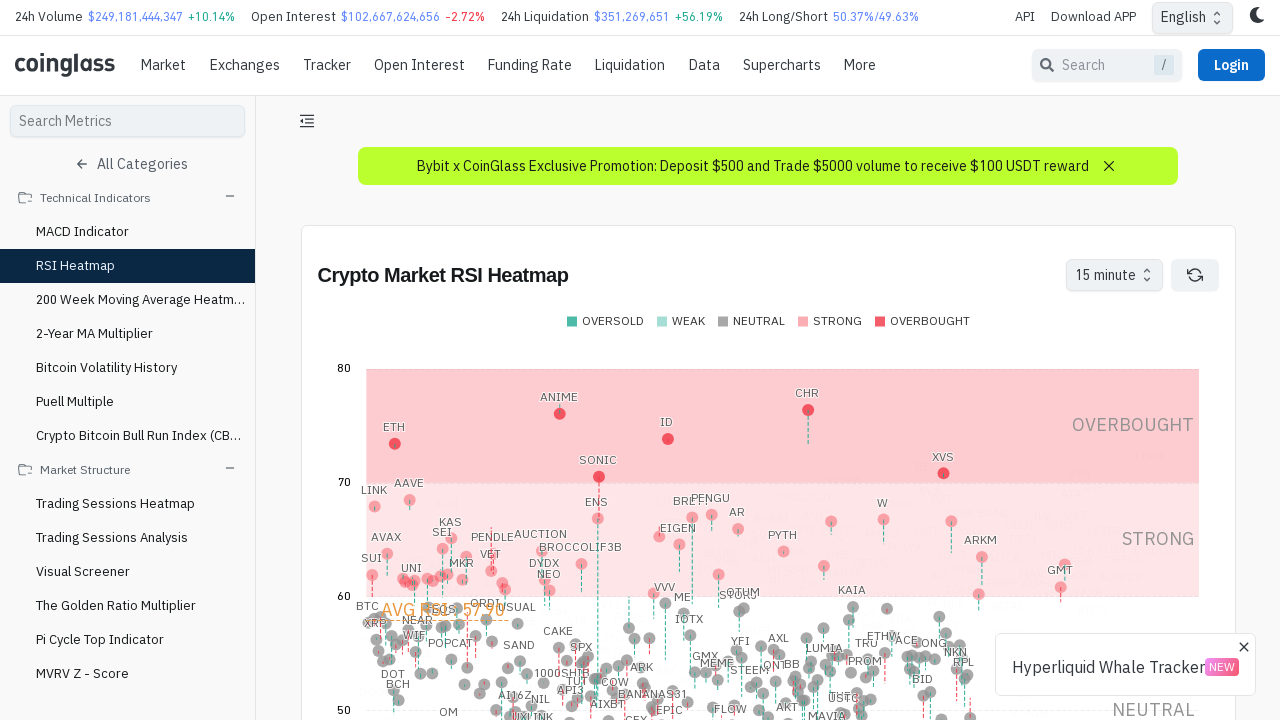 24h Volume $249,181,444,347 +10.14% Open Interest $102,667,624,656 -2.72% 24h Liquidation $351,269,651 +56.19% 24h Long/Short 50.37%/49.63% API Download APP English
coinglass Market Exchanges Tracker Open Interest Funding Rate Liquidation Data Supercharts More Search / Login
Search Metrics
All Categories
Technical Indicators
MACD Indicator
RSI Heatmap
200 Week Moving Average Heatm...
2-Year MA Multiplier
Bitcoin Volatility History
Puell Multiple
Crypto Bitcoin Bull Run Index (CB...
Market Structure
Trading Sessions Heatmap
Trading Sessions Analysis
Visual Screener
The Golden Ratio Multiplier
Pi Cycle Top Indicator
MVRV Z - Score
Bybit x CoinGlass Exclusive Promotion: Deposit $500 and Trade $5000 volume to receive $100 USDT reward
Crypto Market RSI Heatmap
15 minute
OVERSOLD WEAK NEUTRAL STRONG OVERBOUGHT
80
CHR
ANIME
ID
ETH
OVERBOUGHT
XVS
SONIC
70
AAVE
LINK
PENGU
ENS
W
AR
KAS
SEI
EIGEN
AVAX
PENDLE
AUCTION
PYTH
STRONG
ARKM
BROCCOLIF3B
VET
SUI
MKR
DYDX
UNI
NEO
GMT
VVV
KAIA
60
ME
BTC
USUAL
AVG RSI: 57.90
XRP
NEAR
IOTX
CAKE
WIF
POPCAT
SAND
SPX
YFI
AXL
LUMIA
TRU
ETHW
ACE
ONG
NKN
GMX
MEME
PROM
RPL
ARK
1000SHIB
STEEM
ONT
BB
DOT
BCH
TUT
COW
BID
API3
AI16Z
BANANAS31
NIL
USTC
AIXBT
EPIC
FLOW
AKT
50
OM
MAVIA
NEUTRAL
Hyperliquid Whale Tracker NEW